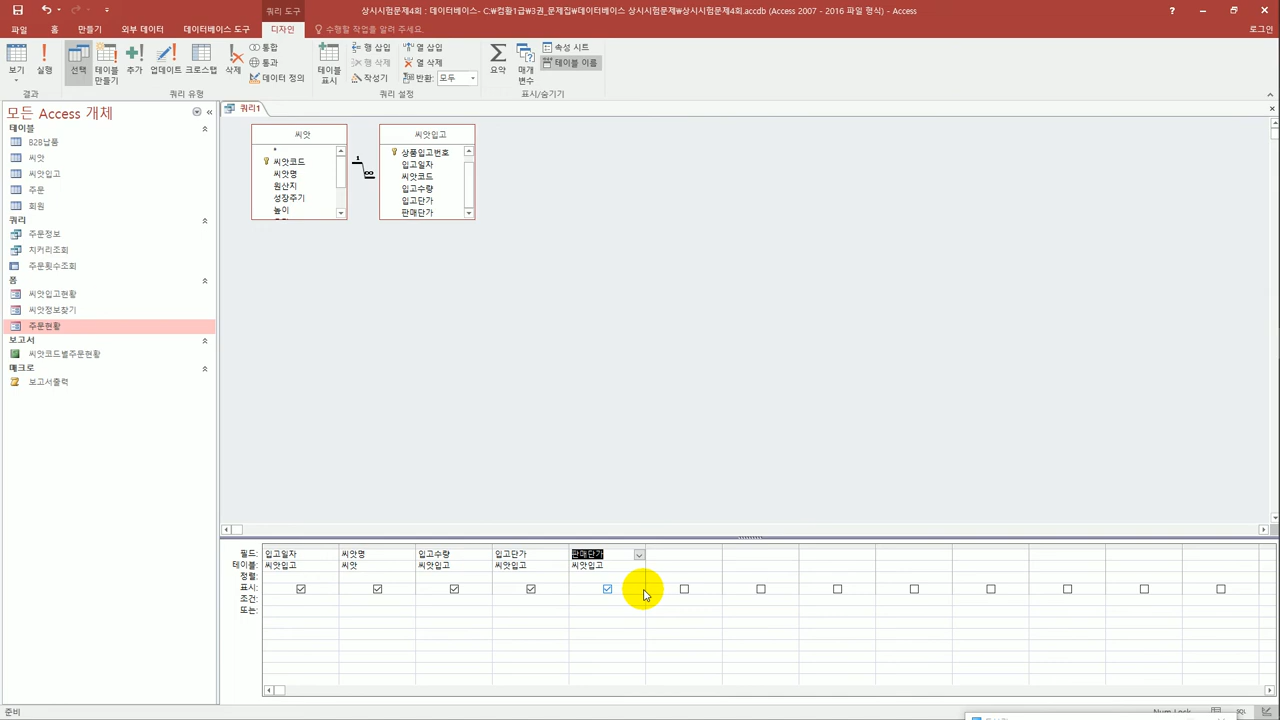 상시시험문제4회 : 데이터베이스- C:₩컴활1급₩3권_문제집₩데이터베이스 상시시험문제₩상시시험문제4회.accdb (Access 2007 - 2016 파일 형식) - Access
쿼리 도구
파일 홈 만들기 외부 데이터 데이터베이스 도구 디자인 수행할 작업을 알려 주세요. 로그인
보기 실행 선택 테이블 만들기 추가 업데이트 크로스탭 삭제
통합
통과
데이터 정의
테이블 표시
행 삽입
행 삭제
작성기
열 삽입
열 삭제
반환: 모두
요약 매개 변수
속성 시트
테이블 이름
결과 쿼리 유형 쿼리 설정 표시/숨기기
모든 Access 개체
테이블
B2B납품
씨앗
씨앗입고
주문
회원
쿼리
주문정보
지커리조회
주문횟수조회
폼
씨앗입고현황
씨앗정보찾기
주문현황
보고서
씨앗코드별주문현황
매크로
보고서출력
쿼리1
씨앗
*
씨앗코드
씨앗명
원산지
성장주기
높이
씨앗입고
상품입고번호
입고일자
씨앗코드
입고수량
입고단가
판매단가
1
∞
필드: 입고일자 씨앗명 입고수량 입고단가 판매단가
테이블: 씨앗입고 씨앗 씨앗입고 씨앗입고 씨앗입고
정렬:
표시:
조건:
또는:
준비
Num Lock
SQL